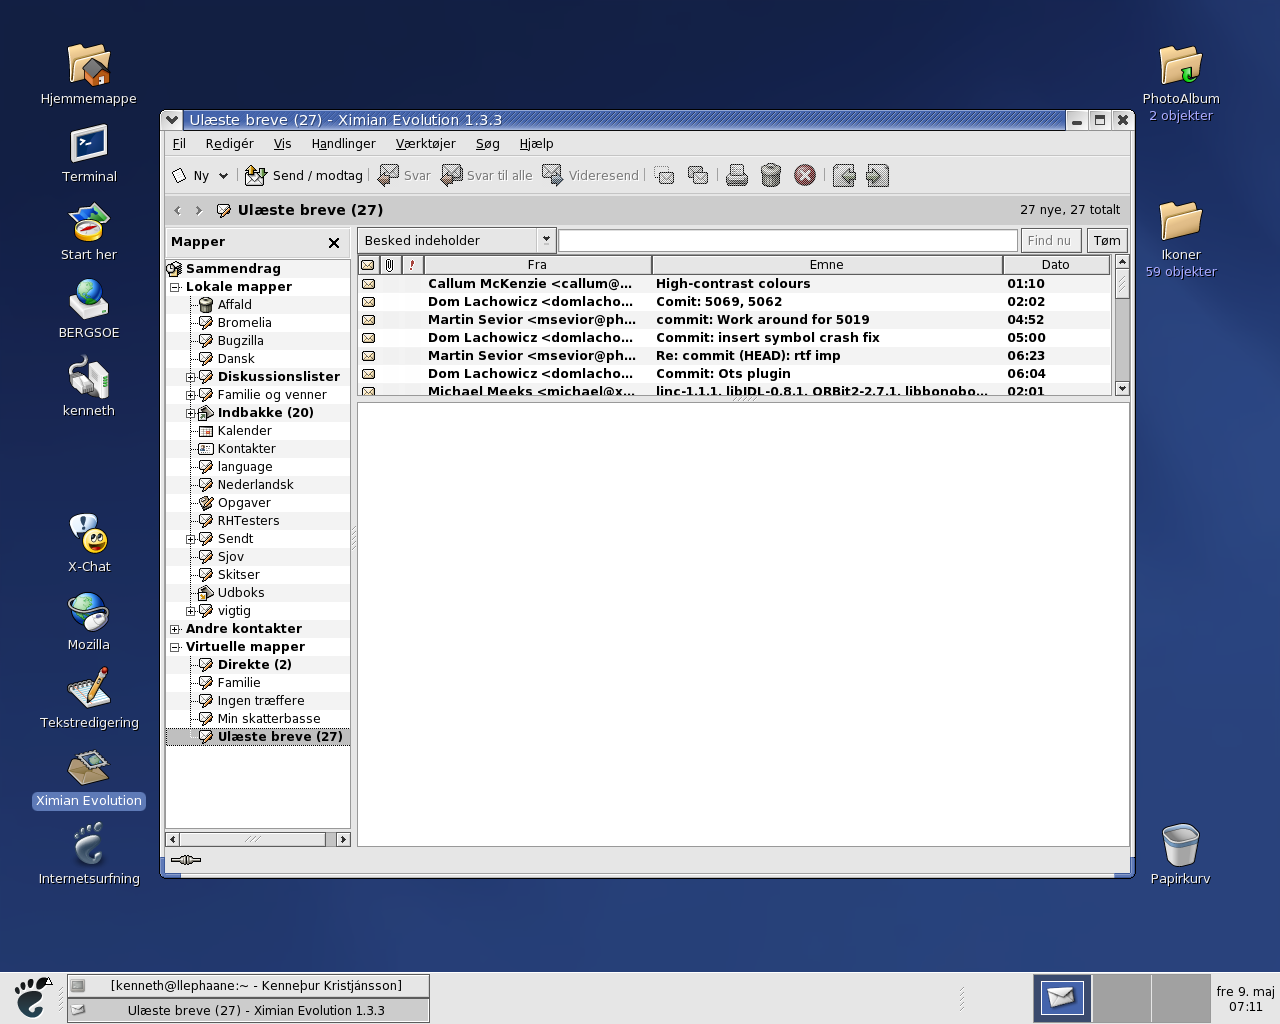 Hjemmemappe
Terminal
Start her
BERGSOE
kenneth
X-Chat
Mozilla
Tekstredigering
Ximian Evolution
Internetsurfning
PhotoAlbum
2 objekter
Ikoner
59 objekter
Papirkurv
Ulæste breve (27) - Ximian Evolution 1.3.3
Fil Redigér Vis Handlinger Værktøjer Søg Hjælp
Ny Send / modtag Svar Svar til alle Videresend
Ulæste breve (27) 27 nye, 27 totalt
Mapper
Sammendrag
Lokale mapper
Affald
Bromelia
Bugzilla
Dansk
Diskussionslister
Familie og venner
Indbakke (20)
Kalender
Kontakter
language
Nederlandsk
Opgaver
RHTesters
Sendt
Sjov
Skitser
Udboks
vigtig
Andre kontakter
Virtuelle mapper
Direkte (2)
Familie
Ingen træffere
Min skatterbasse
Ulæste breve (27)
Besked indeholder Find nu Tøm
! Fra Emne Dato
Callum McKenzie <callum@... High-contrast colours 01:10
Dom Lachowicz <domlacho... Comit: 5069, 5062 02:02
Martin Sevior <msevior@ph... commit: Work around for 5019 04:52
Dom Lachowicz <domlacho... Commit: insert symbol crash fix 05:00
Martin Sevior <msevior@ph... Re: commit (HEAD): rtf imp 06:23
Dom Lachowicz <domlacho... Commit: Ots plugin 06:04
Michael Meeks <michael@x... linc-1.1.1, libIDL-0.8.1, ORBit2-2.7.1, libbonobo... 02:01
[kenneth@llephaane:~ - Kenneþur Kristjánsson]
Ulæste breve (27) - Ximian Evolution 1.3.3
fre 9. maj
07:11